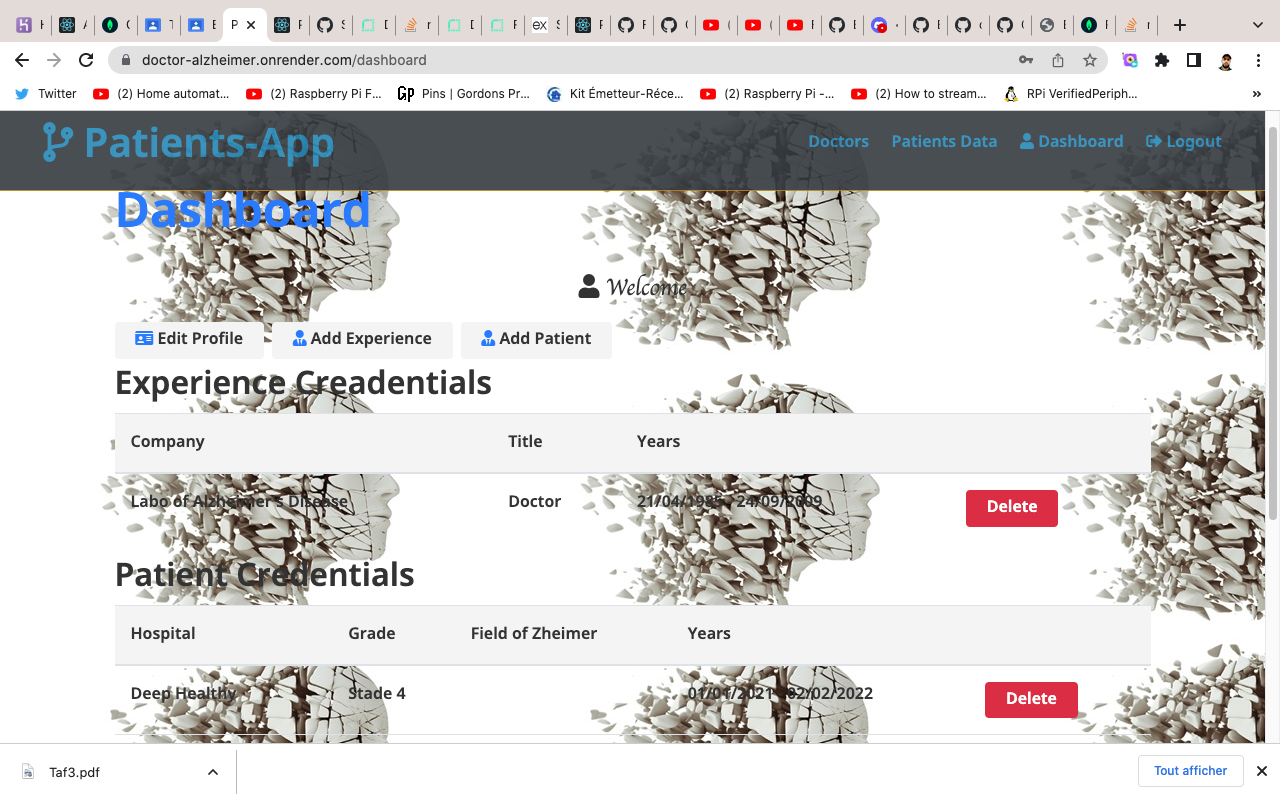 doctor-alzheimer.onrender.com/dashboard
Twitter (2) Home automat... (2) Raspberry Pi F... Pins | Gordons Pr... Kit Émetteur-Réce... (2) Raspberry Pi -... (2) How to stream... RPi VerifiedPeriph... »
Patients-App Doctors Patients Data Dashboard Logout
Dashboard
Welcome
Edit Profile Add Experience Add Patient
Experience Creadentials
Company Title Years
Labo of Alzheimer's Disease Doctor 21/04/1985 - 24/09/2009 Delete
Patient Credentials
Hospital Grade Field of Zheimer Years
Deep Healthy Stade 4 01/01/2021 - 02/02/2022 Delete
Taf3.pdf Tout afficher